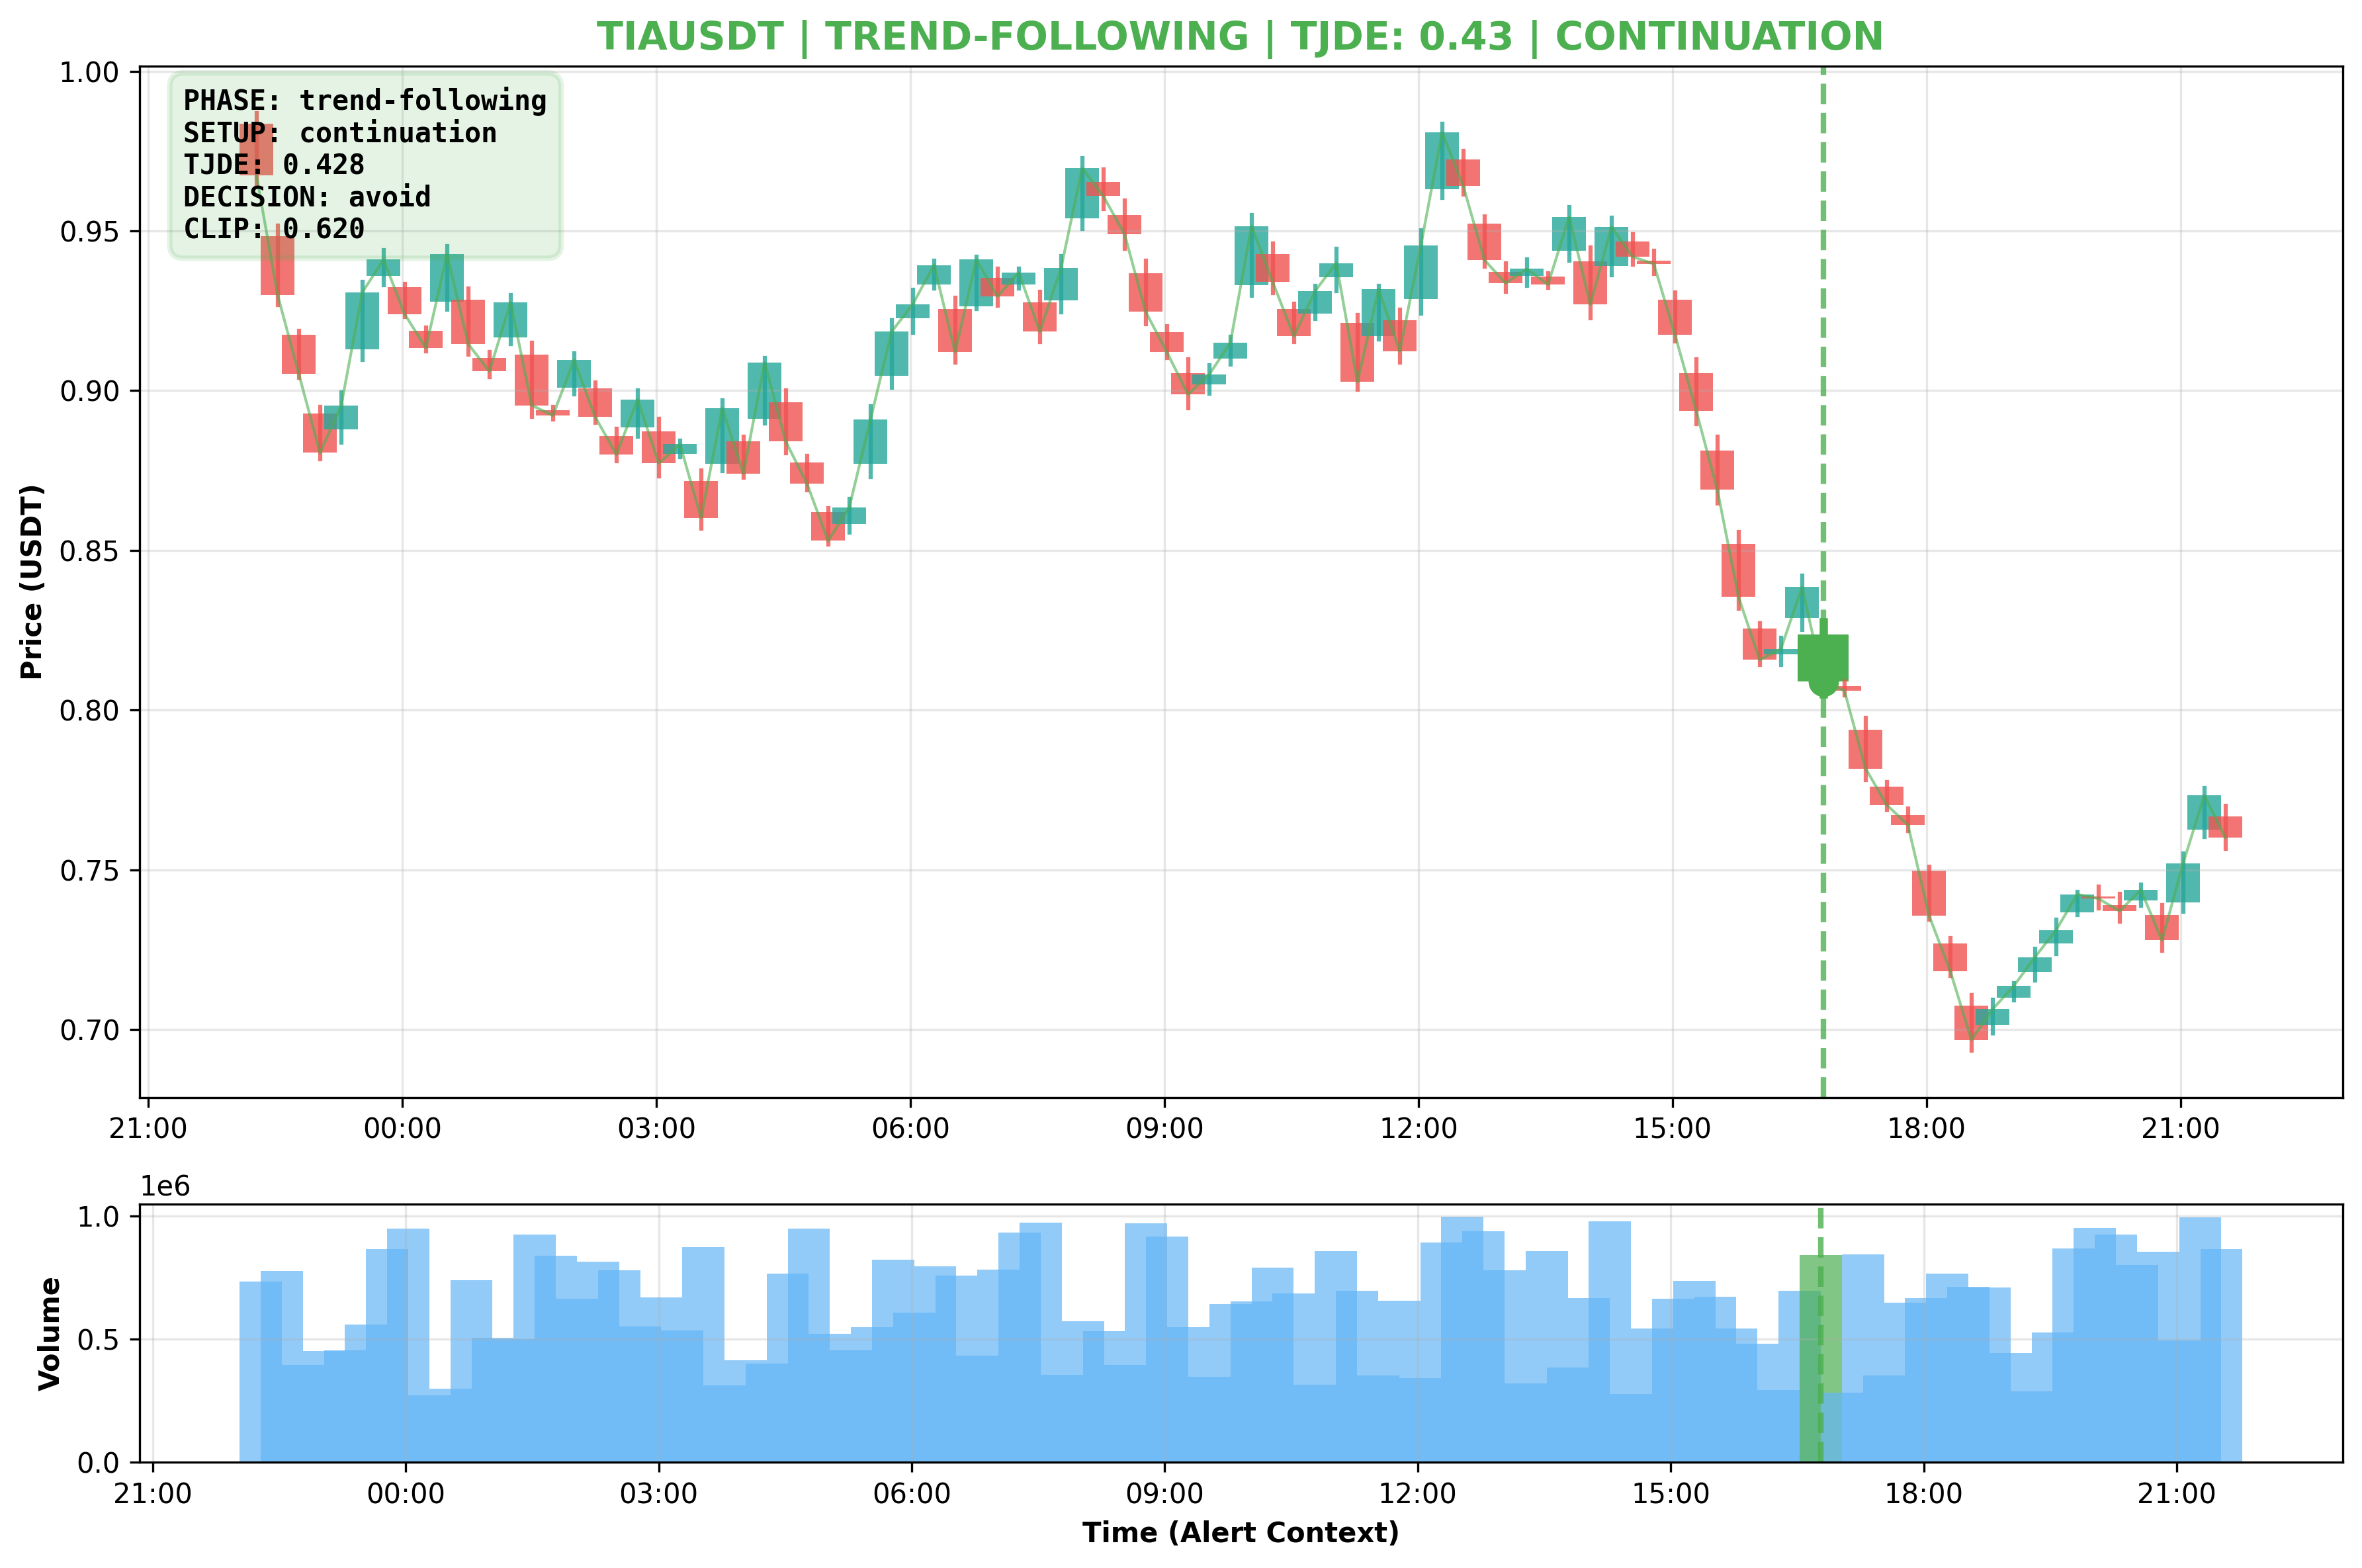 TIAUSDT | TREND-FOLLOWING | TJDE: 0.43 | CONTINUATION
PHASE: trend-following
SETUP: continuation
TJDE: 0.428
DECISION: avoid
CLIP: 0.620
Price (USDT)
1.00
0.95
0.90
0.85
0.80
0.75
0.70
21:00 00:00 03:00 06:00 09:00 12:00 15:00 18:00 21:00
1e6
Volume
1.0
0.5
0.0
21:00 00:00 03:00 06:00 09:00 12:00 15:00 18:00 21:00
Time (Alert Context)